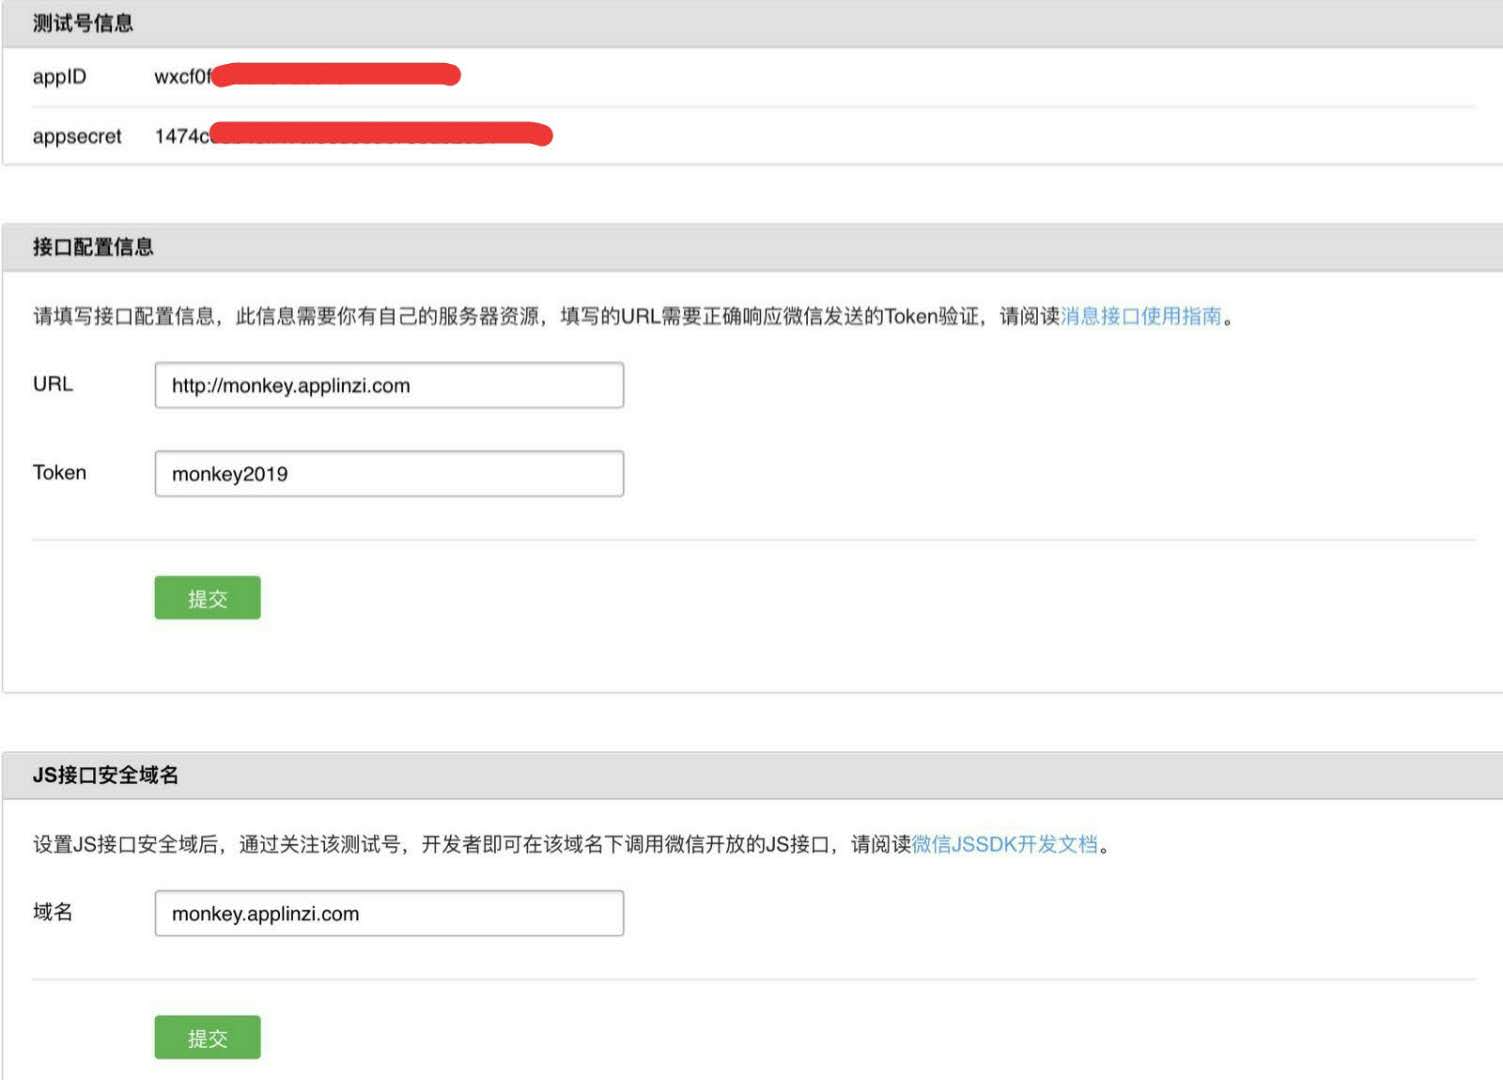 测试号信息
appID wxcf0f
appsecret 1474c
接口配置信息
请填写接口配置信息，此信息需要你有自己的服务器资源，填写的URL需要正确响应微信发送的Token验证，请阅读消息接口使用指南。
URL http://monkey.applinzi.com
Token monkey2019
提交
JS接口安全域名
设置JS接口安全域后，通过关注该测试号，开发者即可在该域名下调用微信开放的JS接口，请阅读微信JSSDK开发文档。
域名 monkey.applinzi.com
提交